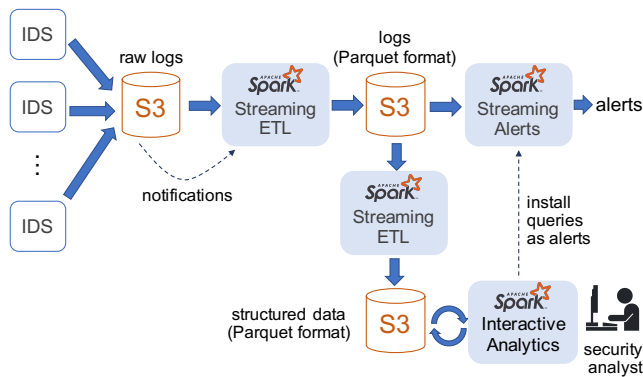 IDS
IDS
⋮
IDS
raw logs
S3
notifications
APACHE
Spark
Streaming
ETL
logs
(Parquet format)
S3
APACHE
Spark
Streaming
Alerts
alerts
APACHE
Spark
Streaming
ETL
install
queries
as alerts
structured data
(Parquet format)
S3
APACHE
Spark
Interactive
Analytics
security
analyst